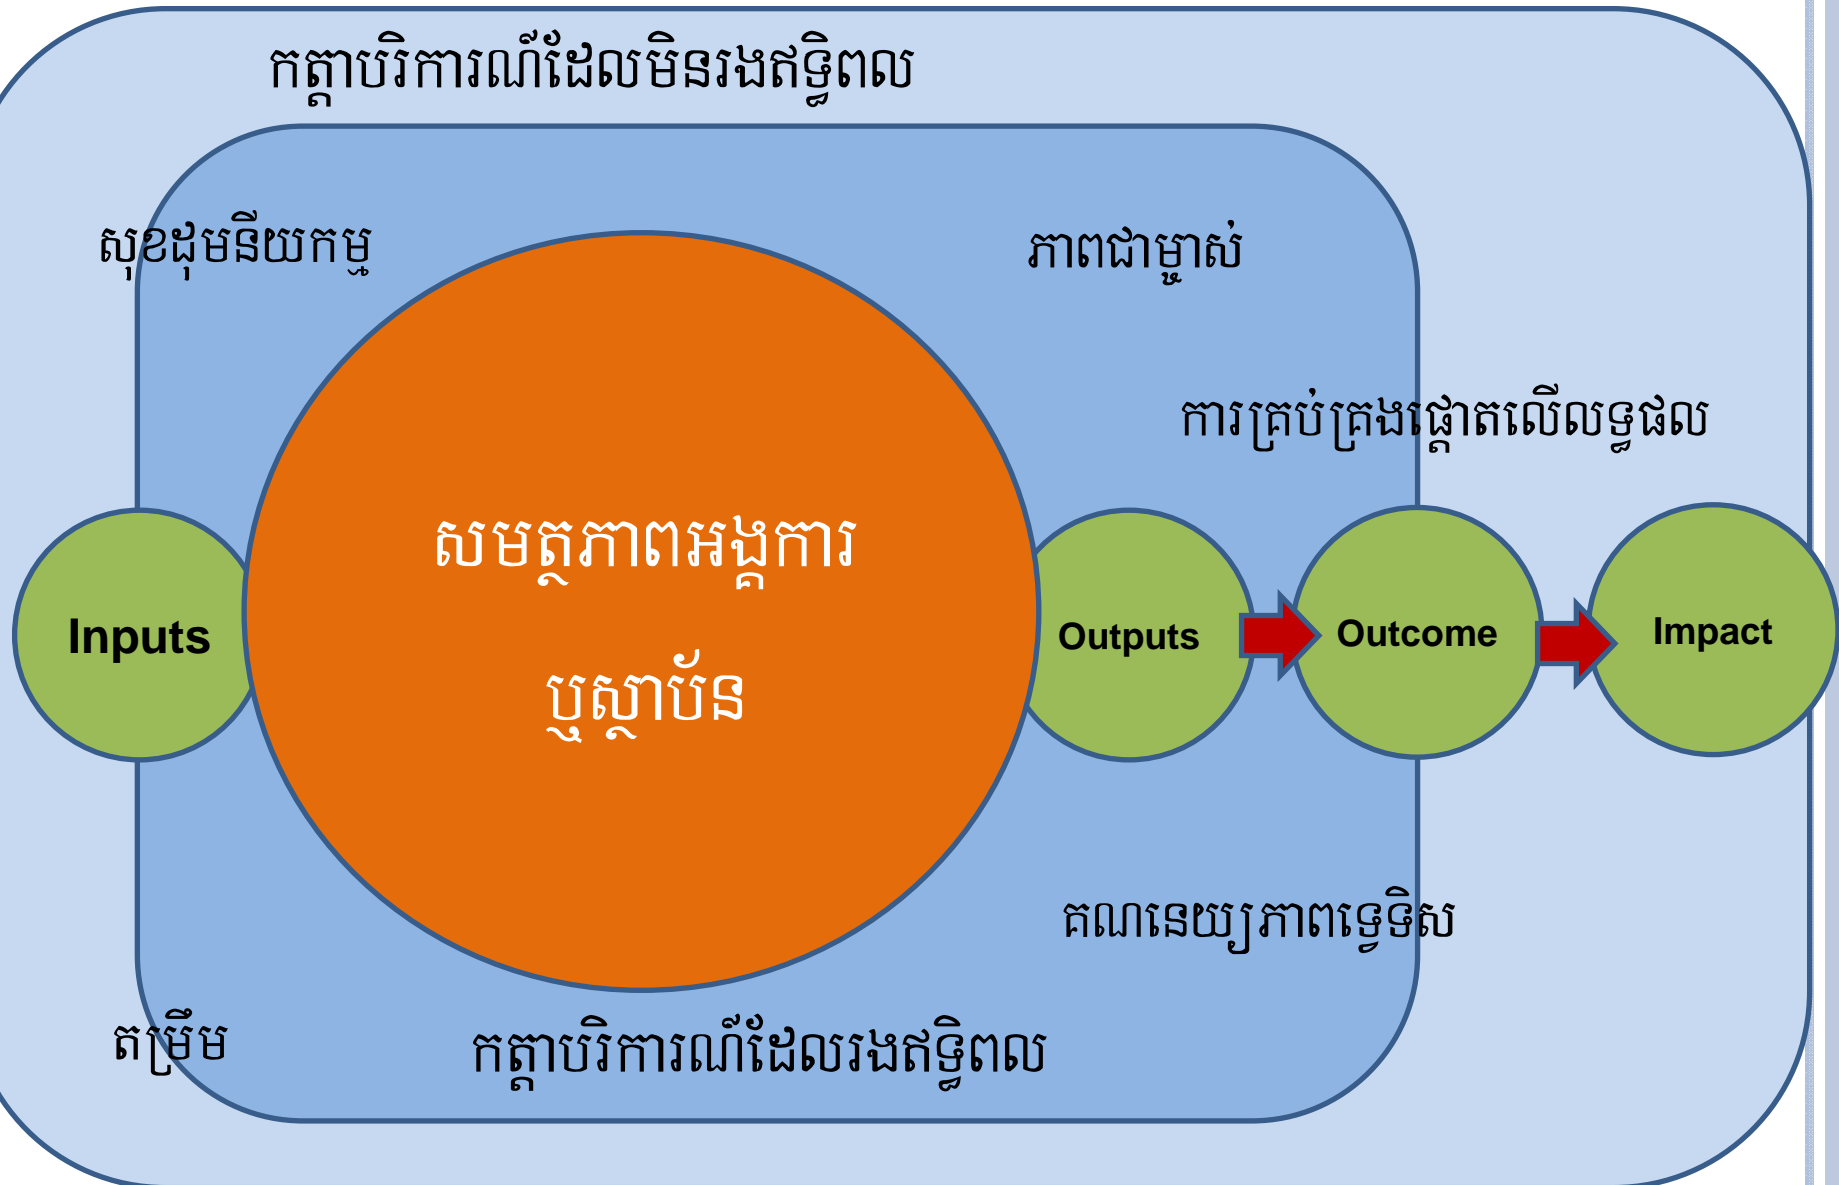 កត្តាបរិការណ៍ដែលមិនរងឥទ្ធិពល
សុខដុមនីយកម្ម
ភាពជាម្ចាស់
ការគ្រប់គ្រងផ្តោតលើលទ្ធផល
សមត្ថភាពអង្គការ
ឬស្ថាប័ន
Inputs
Outputs
Outcome
Impact
គណនេយ្យភាពទ្វេទិស
តម្រឹម
កត្តាបរិការណ៍ដែលរងឥទ្ធិពល